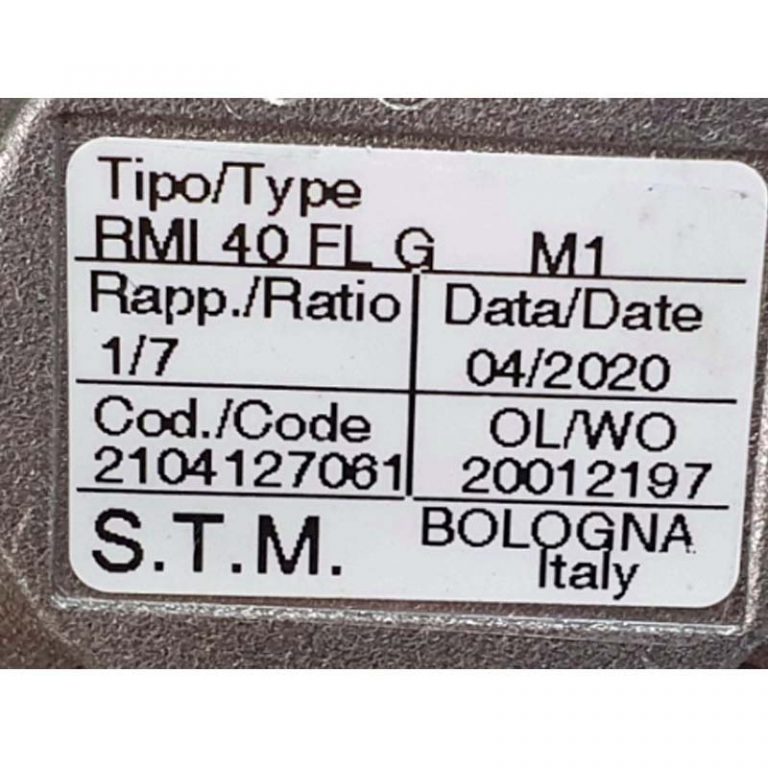 Tipo/Type
RMI 40 FL G M1
Rapp./Ratio Data/Date
1/7 04/2020
Cod./Code OL/WO
2104127061 20012197
S.T.M. BOLOGNA
Italy